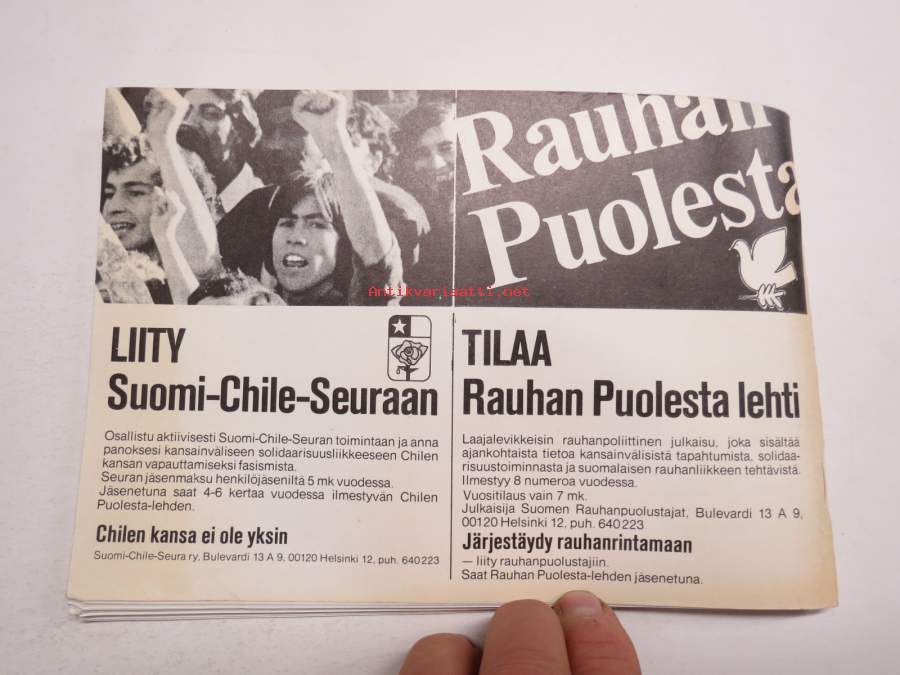 Rauhan
Puolesta
Antikvariaatti.net
LIITY
Suomi-Chile-Seuraan
Osallistu aktiivisesti Suomi-Chile-Seuran toimintaan ja anna
panoksesi kansainväliseen solidaarisuusliikkeeseen Chilen
kansan vapauttamiseksi fasismista.
Seuran jäsenmaksu henkilöjäseniltä 5 mk vuodessa.
Jäsenetuna saat 4-6 kertaa vuodessa ilmestyvän Chilen
Puolesta-lehden.
Chilen kansa ei ole yksin
Suomi-Chile-Seura ry, Bulevardi 13 A 9, 00120 Helsinki 12, puh. 640223
TILAA
Rauhan Puolesta lehti
Laajalevikkeisin rauhanpoliittinen julkaisu, joka sisältää
ajankohtaista tietoa kansainvälisistä tapahtumista, solidaa-
risuustoiminnasta ja suomalaisen rauhanliikkeen tehtävistä.
Ilmestyy 8 numeroa vuodessa.
Vuositilaus vain 7 mk.
Julkaisija Suomen Rauhanpuolustajat, Bulevardi 13 A 9,
00120 Helsinki 12, puh. 640223
Järjestäydy rauhanrintamaan
— liity rauhanpuolustajiin.
Saat Rauhan Puolesta-lehden jäsenetuna.